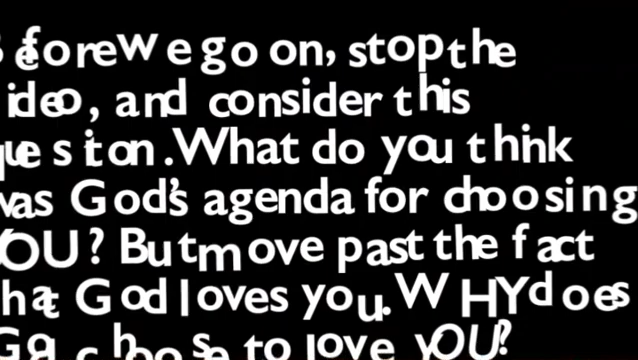 Before we go on, stop the
video, and consider this
question. What do you think
was God's agenda for choosing
YOU? But move past the fact
that God loves you. WHY does
God choose to love YOU?